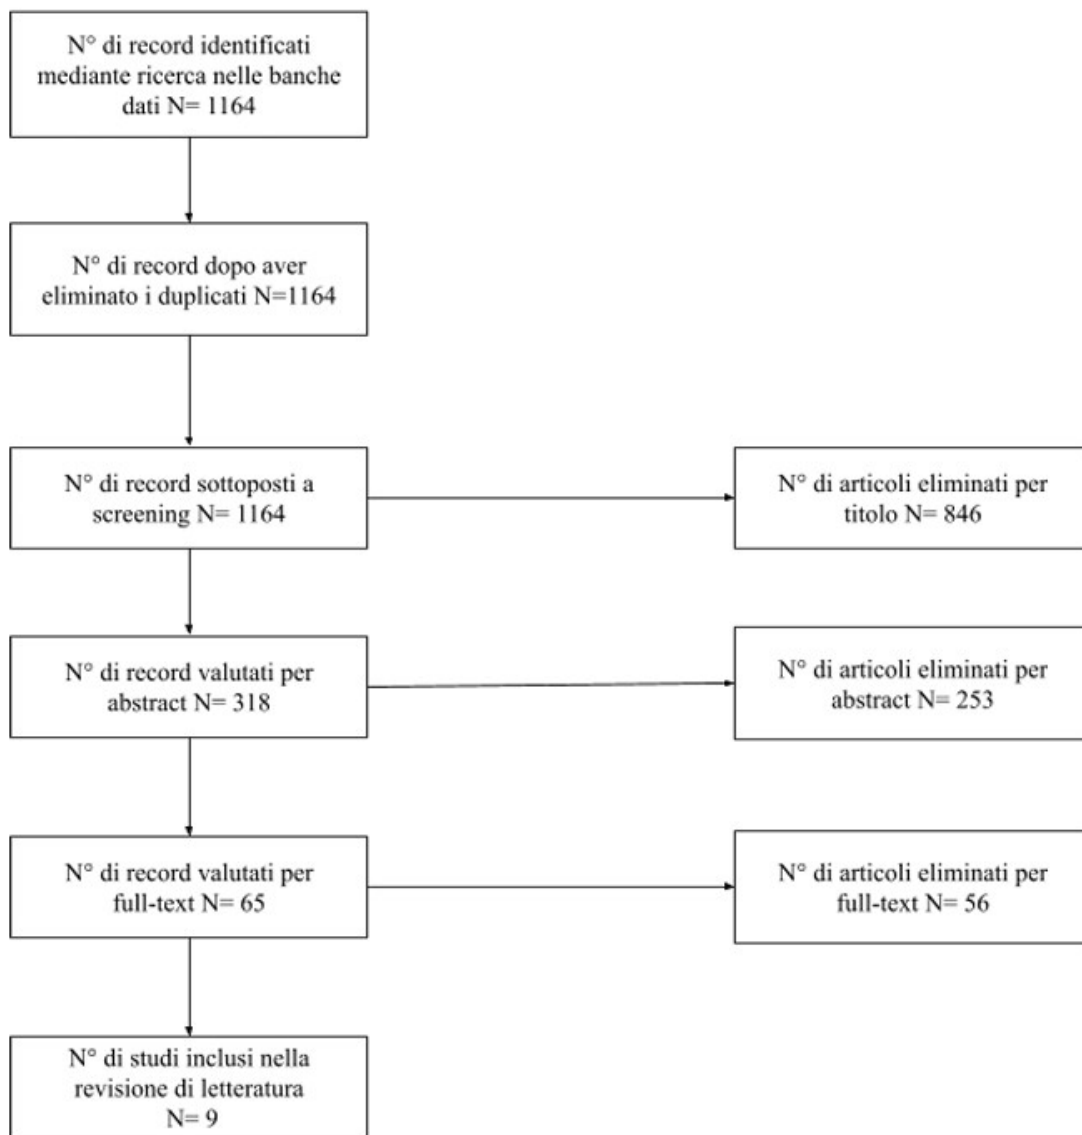 N° di record identificati
mediante ricerca nelle banche
dati N= 1164
N° di record dopo aver
eliminato i duplicati N=1164
N° di record sottoposti a
screening N= 1164
N° di articoli eliminati per
titolo N= 846
N° di record valutati per
abstract N= 318
N° di articoli eliminati per
abstract N= 253
N° di record valutati per
full-text N= 65
N° di articoli eliminati per
full-text N= 56
N° di studi inclusi nella
revisione di letteratura
N= 9